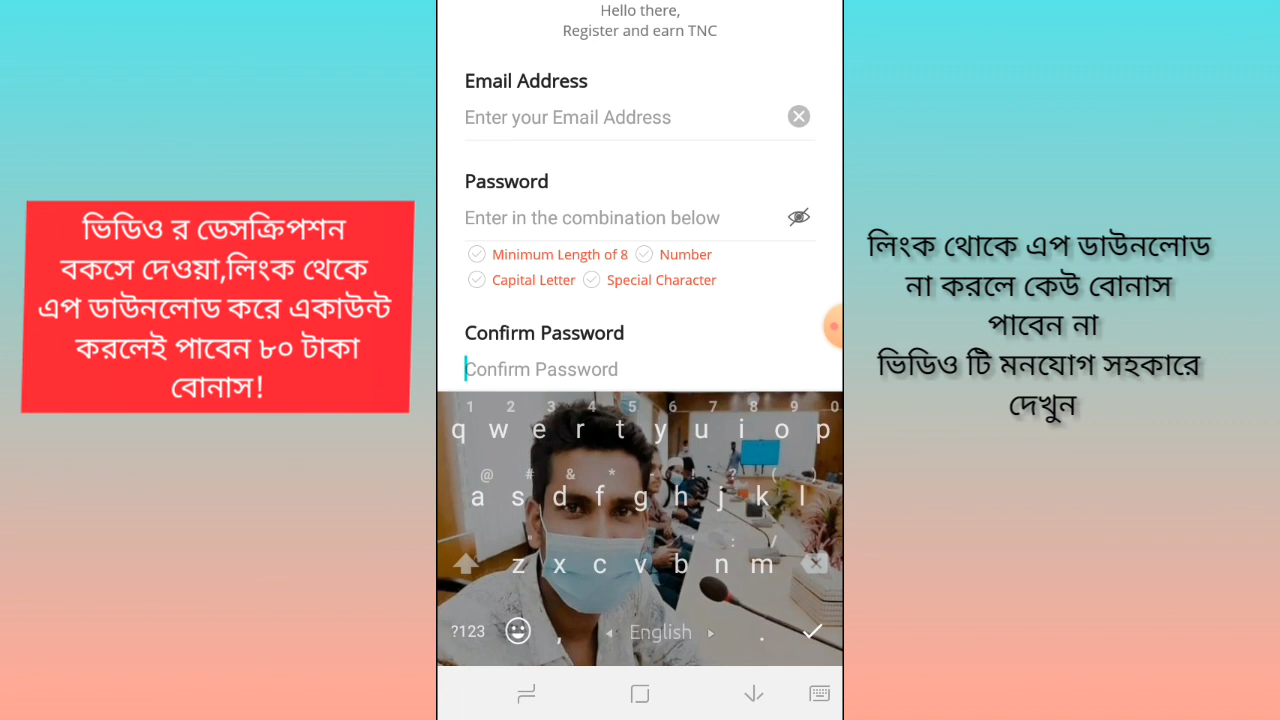 Hello there,
Register and earn TNC
Email Address
Enter your Email Address
Password
Enter in the combination below
Minimum Length of 8 Number
Capital Letter Special Character
Confirm Password
Confirm Password
1 2 3 4 5 6 7 8 9 0
q w e r t y u i o p
@ # & * - ! ? ( )
a s d f g h j k l
" ' : /
z x c v b n m
?123 , English .
ভিডিও র ডেসক্রিপশন
বকসে দেওয়া,লিংক থেকে
এপ ডাউনলোড করে একাউন্ট
করলেই পাবেন ৮০ টাকা
বোনাস!
লিংক থোকে এপ ডাউনলোড
না করলে কেউ বোনাস
পাবেন না
ভিডিও টি মনযোগ সহকারে
দেখুন